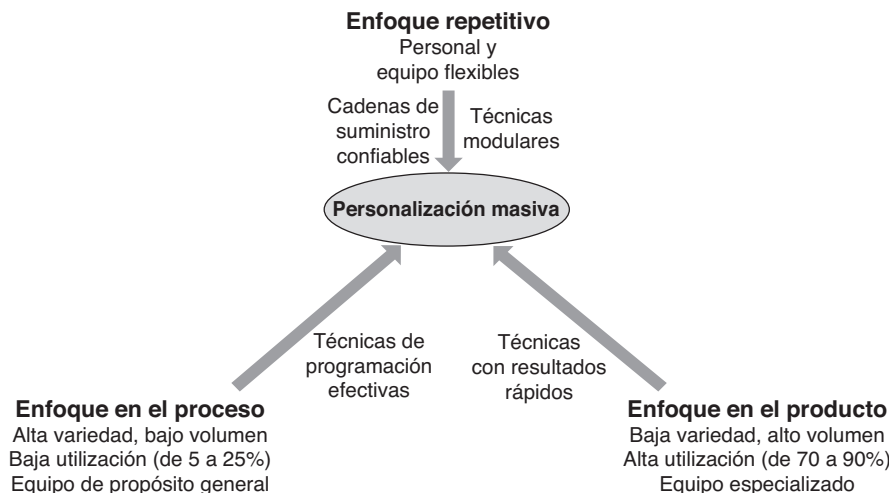 Enfoque repetitivo
Personal y
equipo flexibles
Cadenas de
suministro
confiables
Técnicas
modulares
Personalización masiva
Técnicas de
programación
efectivas
Técnicas
con resultados
rápidos
Enfoque en el proceso
Alta variedad, bajo volumen
Baja utilización (de 5 a 25%)
Equipo de propósito general
Enfoque en el producto
Baja variedad, alto volumen
Alta utilización (de 70 a 90%)
Equipo especializado